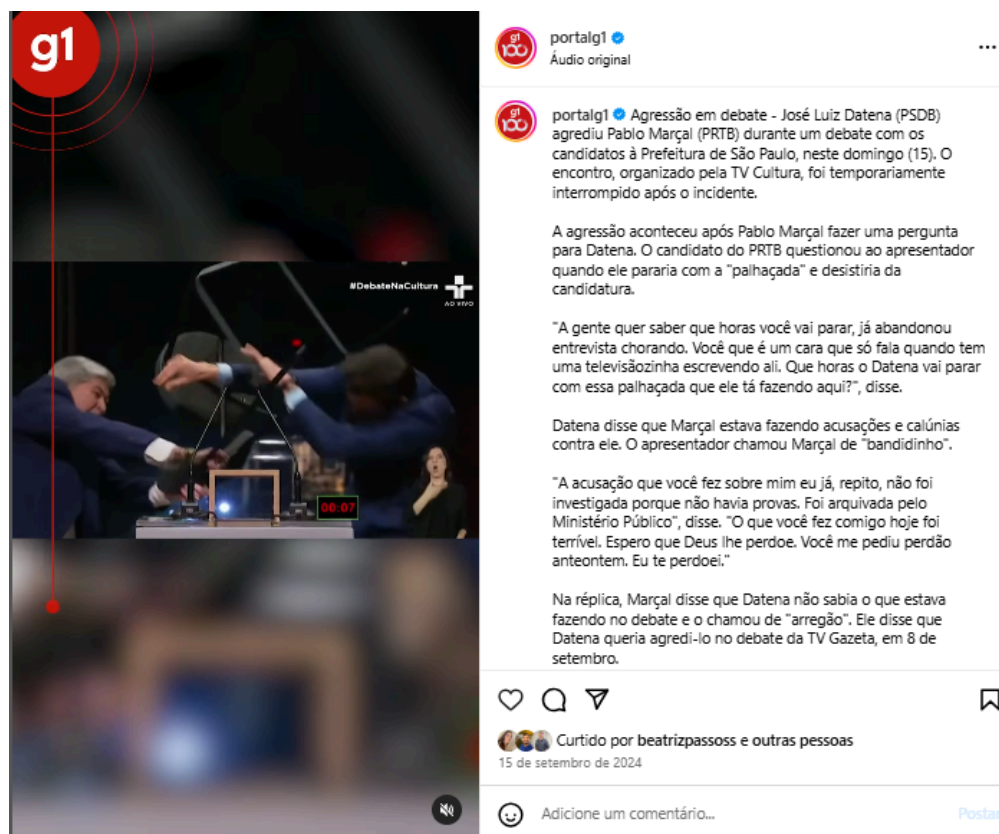 g1
#DebateNaCultura
AO VIVO
00:07
g1
100
portalg1
Áudio original
g1
100
portalg1 Agressão em debate - José Luiz Datena (PSDB)
agrediu Pablo Marçal (PRTB) durante um debate com os
candidatos à Prefeitura de São Paulo, neste domingo (15). O
encontro, organizado pela TV Cultura, foi temporariamente
interrompido após o incidente.
A agressão aconteceu após Pablo Marçal fazer uma pergunta
para Datena. O candidato do PRTB questionou ao apresentador
quando ele pararia com a "palhaçada" e desistiria da
candidatura.
"A gente quer saber que horas você vai parar, já abandonou
entrevista chorando. Você que é um cara que só fala quando tem
uma televisãozinha escrevendo ali. Que horas o Datena vai parar
com essa palhaçada que ele tá fazendo aqui?", disse.
Datena disse que Marçal estava fazendo acusações e calúnias
contra ele. O apresentador chamou Marçal de "bandidinho".
"A acusação que você fez sobre mim eu já, repito, não foi
investigada porque não havia provas. Foi arquivada pelo
Ministério Público", disse. "O que você fez comigo hoje foi
terrível. Espero que Deus lhe perdoe. Você me pediu perdão
anteontem. Eu te perdoei."
Na réplica, Marçal disse que Datena não sabia o que estava
fazendo no debate e o chamou de "arregão". Ele disse que
Datena queria agredi-lo no debate da TV Gazeta, em 8 de
setembro.
Curtido por beatrizpassoss e outras pessoas
15 de setembro de 2024
Adicione um comentário...
Postar